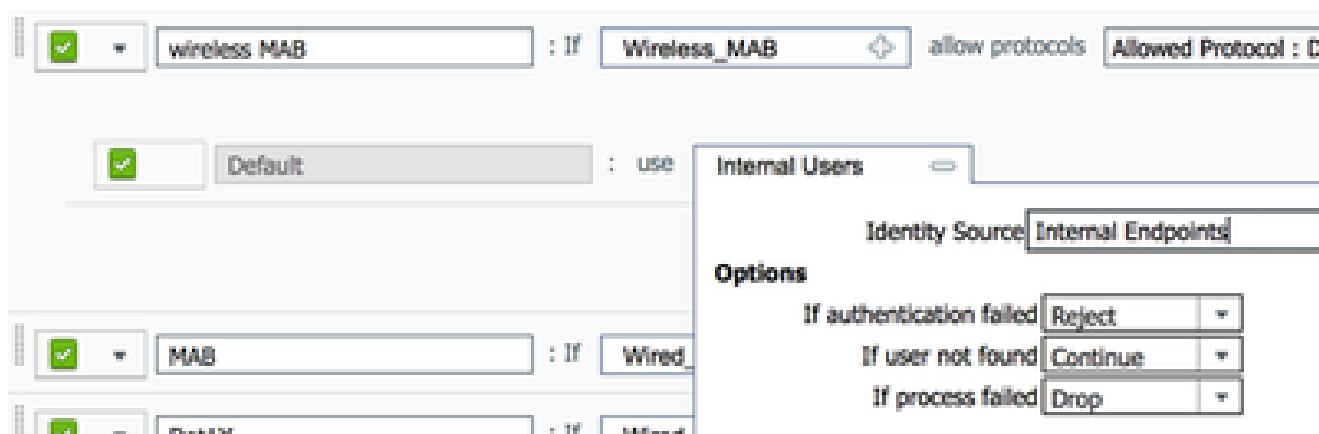 wireless MAB : If Wireless_MAB allow protocols Allowed Protocol : D
Default : use Internal Users
Identity Source Internal Endpoints
Options
If authentication failed Reject
If user not found Continue
If process failed Drop
MAB : If Wired_
: If Wired